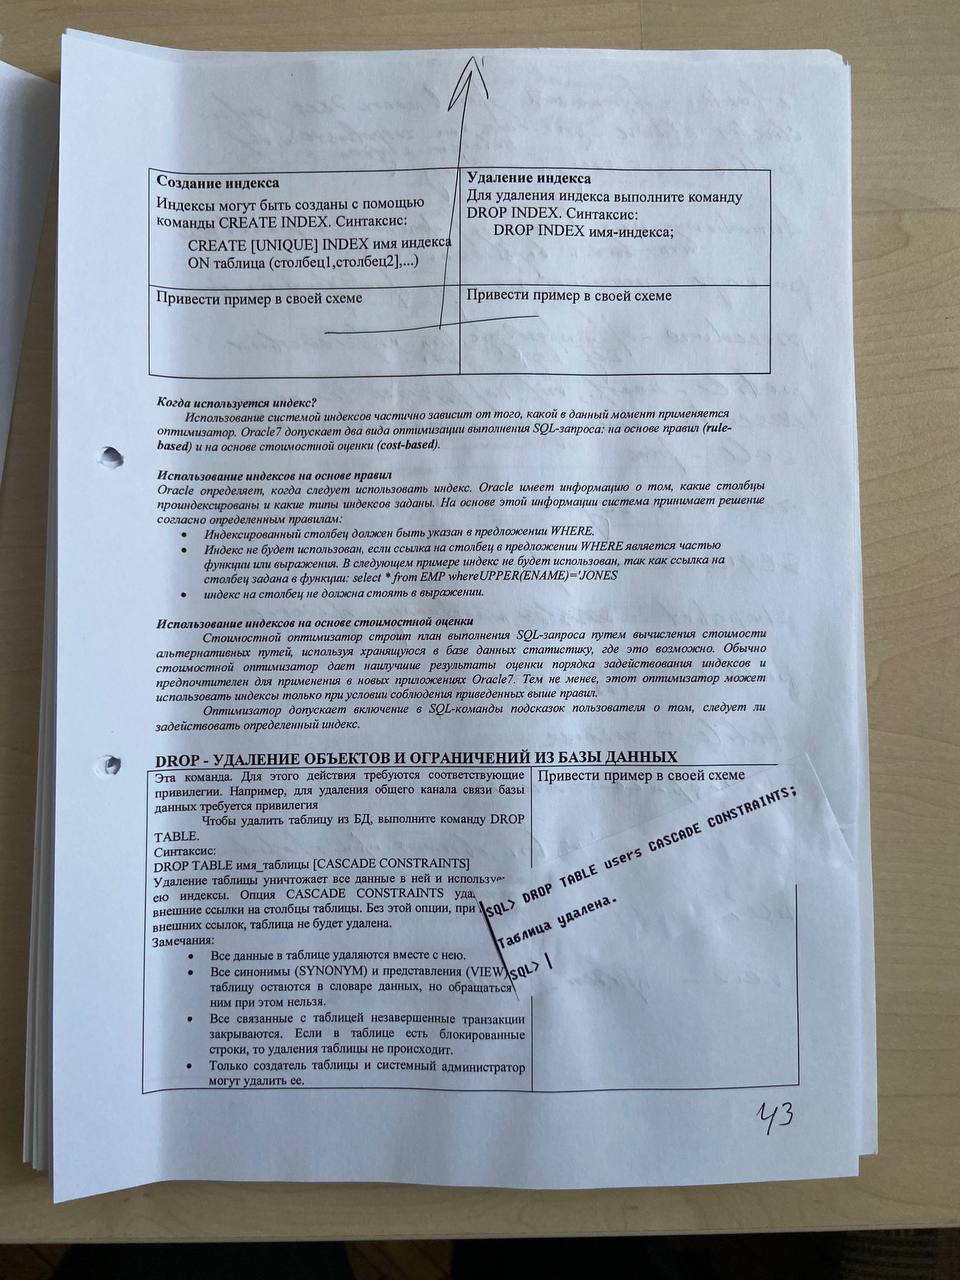 Создание индекса
Индексы могут быть созданы с помощью
команды CREATE INDEX. Синтаксис:
CREATE [UNIQUE] INDEX имя индекса
ON таблица (столбец1,столбец2],...)
Удаление индекса
Для удаления индекса выполните команду
DROP INDEX. Синтаксис:
DROP INDEX имя-индекса;
Привести пример в своей схеме
Привести пример в своей схеме
Когда используется индекс?
Использование системой индексов частично зависит от того, какой в данный момент применяется
оптимизатор. Oracle7 допускает два вида оптимизации выполнения SQL-запроса: на основе правил (rule-
based) и на основе стоимостной оценки (cost-based).
Использование индексов на основе правил
Oracle определяет, когда следует использовать индекс. Oracle имеет информацию о том, какие столбцы
проиндексированы и какие типы индексов заданы. На основе этой информации система принимает решение
согласно определенным правилам:
• Индексированный столбец должен быть указан в предложении WHERE.
• Индекс не будет использован, если ссылка на столбец в предложении WHERE является частью
функции или выражения. В следующем примере индекс не будет использован, так как ссылка на
столбец задана в функции: select * from EMP whereUPPER(ENAME)='JONES
• индекс на столбец не должна стоять в выражении.
Использование индексов на основе стоимостной оценки
Стоимостной оптимизатор строит план выполнения SQL-запроса путем вычисления стоимости
альтернативных путей, используя хранящуюся в базе данных статистику, где это возможно. Обычно
стоимостной оптимизатор дает наилучшие результаты оценки порядка задействования индексов и
предпочтителен для применения в новых приложениях Oracle7. Тем не менее, этот оптимизатор может
использовать индексы только при условии соблюдения приведенных выше правил.
Оптимизатор допускает включение в SQL-команды подсказок пользователя о том, следует ли
задействовать определенный индекс.
DROP - УДАЛЕНИЕ ОБЪЕКТОВ И ОГРАНИЧЕНИЙ ИЗ БАЗЫ ДАННЫХ
Эта команда. Для этого действия требуются соответствующие
привилегии. Например, для удаления общего канала связи базы
данных требуется привилегия
Чтобы удалить таблицу из БД, выполните команду DROP
TABLE.
Синтаксис:
DROP TABLE имя_таблицы [CASCADE CONSTRAINTS]
Удаление таблицы уничтожает все данные в ней и использує
ею индексы. Опция CASCADE CONSTRAINTS уда
внешние ссылки на столбцы таблицы. Без этой опции, при
внешних ссылок, таблица не будет удалена.
Замечания:
• Все данные в таблице удаляются вместе с нею.
• Все синонимы (SYNONYM) и представления (VIEW)
таблицу остаются в словаре данных, но обращаться
ним при этом нельзя.
• Все связанные с таблицей незавершенные транзакции
закрываются. Если в таблице есть блокированные
строки, то удаления таблицы не происходит.
• Только создатель таблицы и системный администратор
могут удалить ее.
Привести пример в своей схеме
SQL> DROP TABLE users CASCADE CONSTRAINTS;
Таблица удалена.
SQL>
43